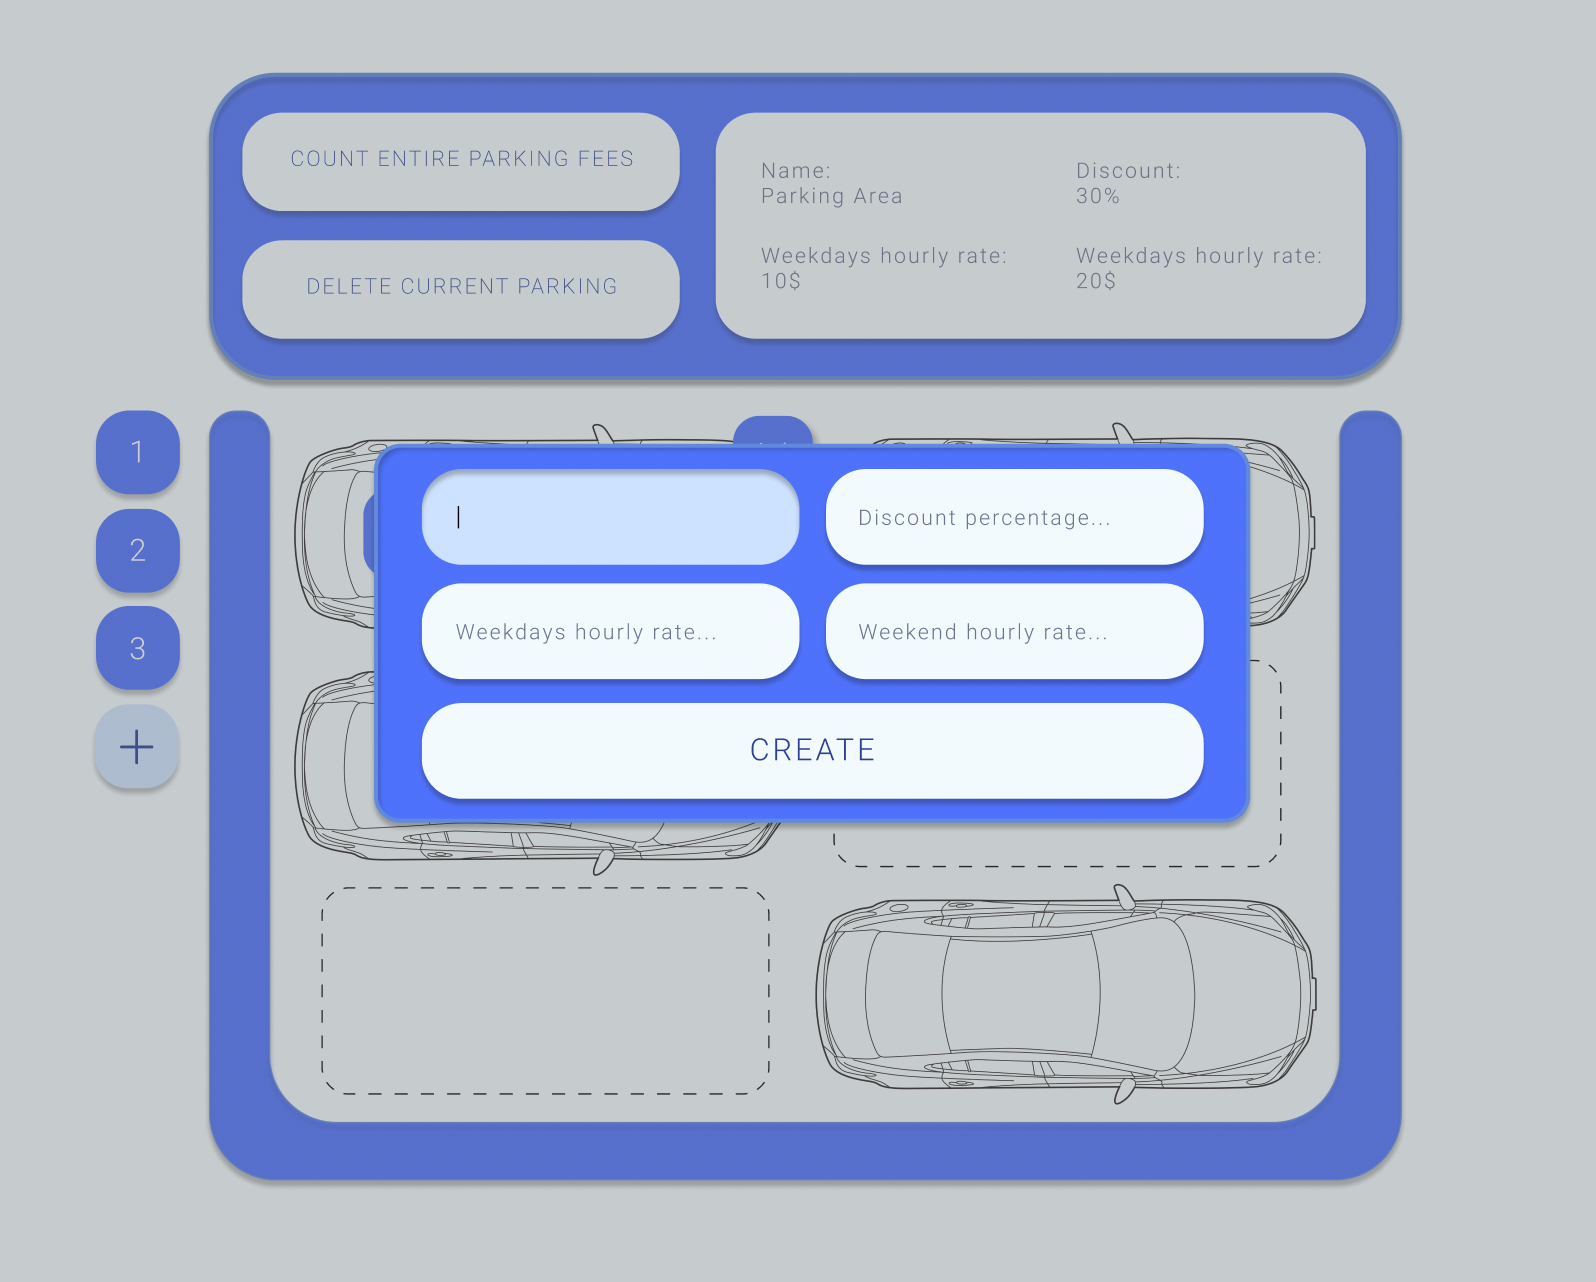 COUNT ENTIRE PARKING FEES
DELETE CURRENT PARKING
Name:
Parking Area
Discount:
30%
Weekdays hourly rate:
10$
Weekdays hourly rate:
20$
1
2
3
+
Discount percentage...
Weekdays hourly rate...
Weekend hourly rate...
CREATE